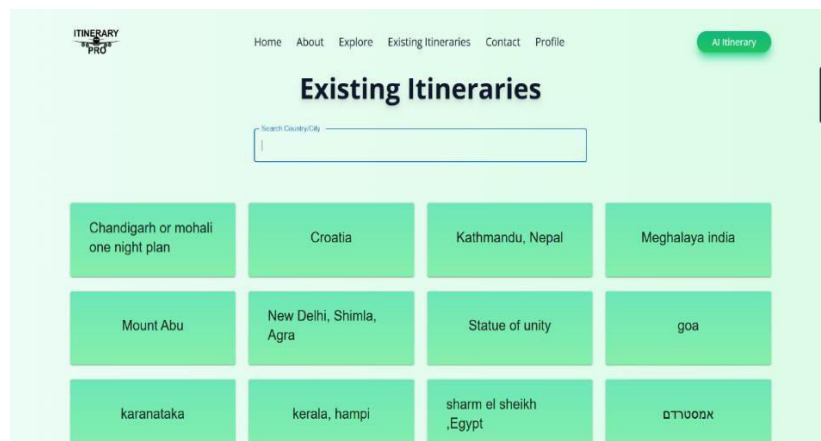 ITINERARY
PRO
Home About Explore Existing Itineraries Contact Profile
AI Itinerary
Existing Itineraries
Search Country/City
Chandigarh or mohali
one night plan
Croatia
Kathmandu, Nepal
Meghalaya india
Mount Abu
New Delhi, Shimla,
Agra
Statue of unity
goa
karanataka
kerala, hampi
sharm el sheikh
,Egypt
אמסטרדם